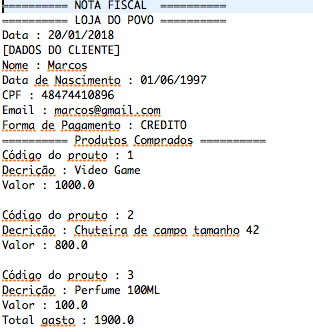 ========== NOTA FISCAL ==========
========== LOJA DO POVO ==========
Data : 20/01/2018
[DADOS DO CLIENTE]
Nome : Marcos
Data de Nascimento : 01/06/1997
CPF : 48474410896
Email : marcos@gmail.com
Forma de Pagamento : CREDITO
========== Produtos Comprados ==========
Código do prouto : 1
Decrição : Video Game
Valor : 1000.0
Código do prouto : 2
Decrição : Chuteira de campo tamanho 42
Valor : 800.0
Código do prouto : 3
Decrição : Perfume 100ML
Valor : 100.0
Total gasto : 1900.0